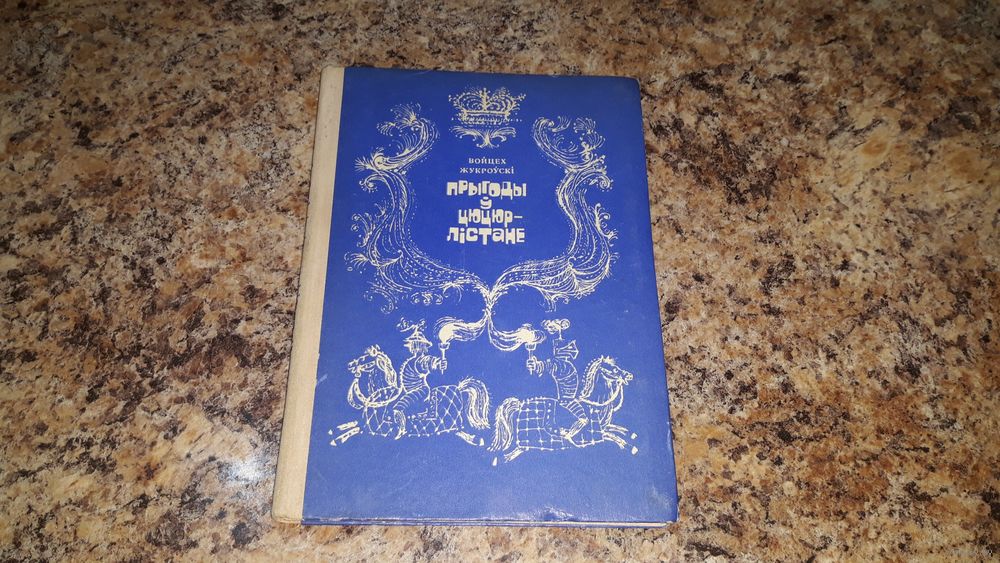 ВОЙЦЕХ
ЖУКРОЎСКІ
ПРЫГОДЫ
Ў
ЦЮЦЮР-
ЛІСТАНЕ